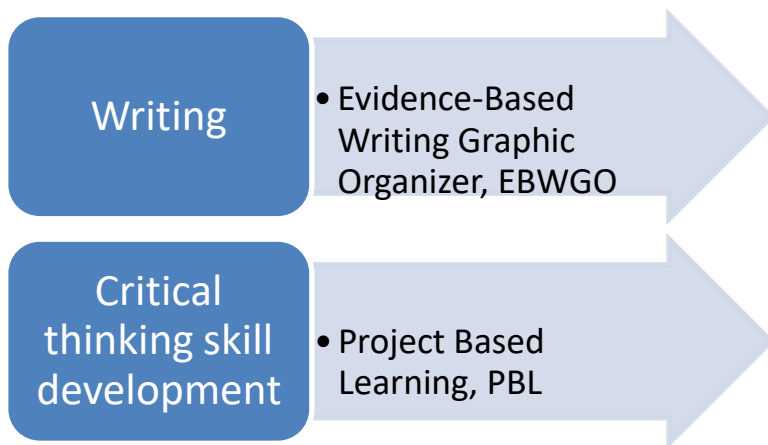 Writing
• Evidence-Based
Writing Graphic
Organizer, EBWGO
Critical
thinking skill
development
• Project Based
Learning, PBL